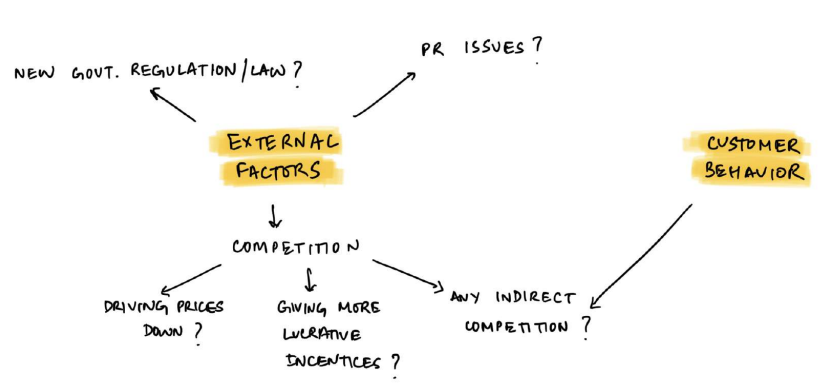 PR ISSUES?
NEW GOVT. REGULATION/LAW?
EXTERNAL
FACTORS
CUSTOMER
BEHAVIOR
COMPETITION
DRIVING PRICES
DOWN?
GIVING MORE
LUCRATIVE
INCENTICES?
ANY INDIRECT
COMPETITION?